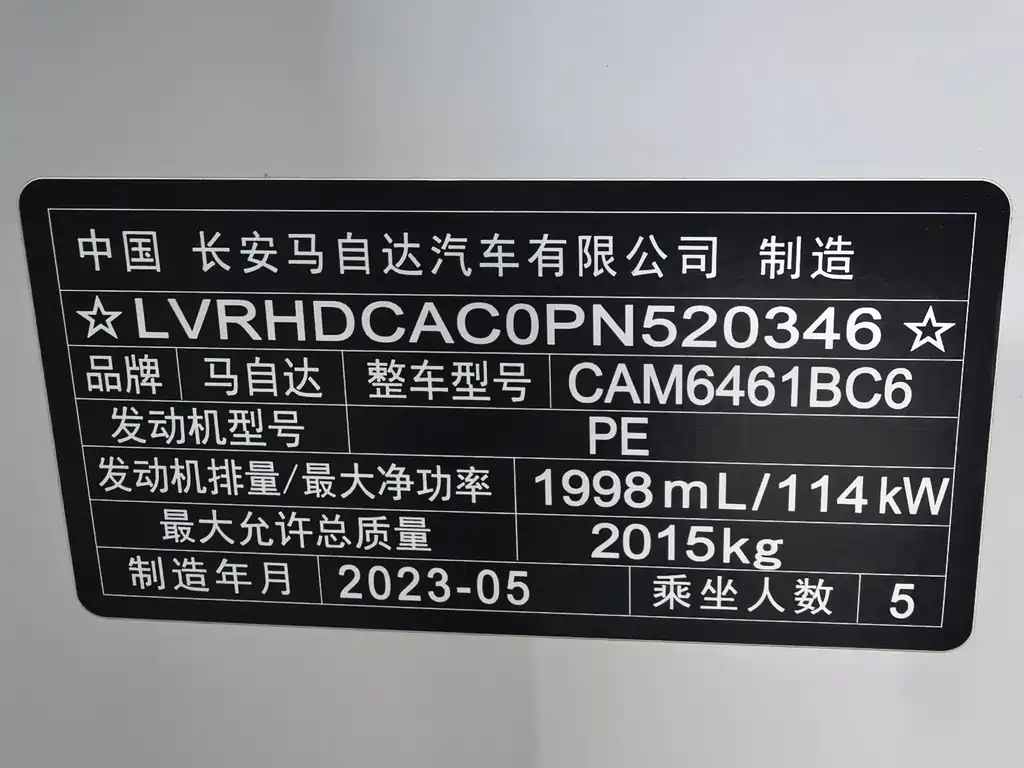 中国 长安马自达汽车有限公司 制造
☆LVRHDCAC0PN520346☆
品牌 马自达 整车型号 CAM6461BC6
发动机型号 PE
发动机排量/最大净功率 1998mL/114kW
最大允许总质量 2015kg
制造年月 2023-05 乘坐人数 5